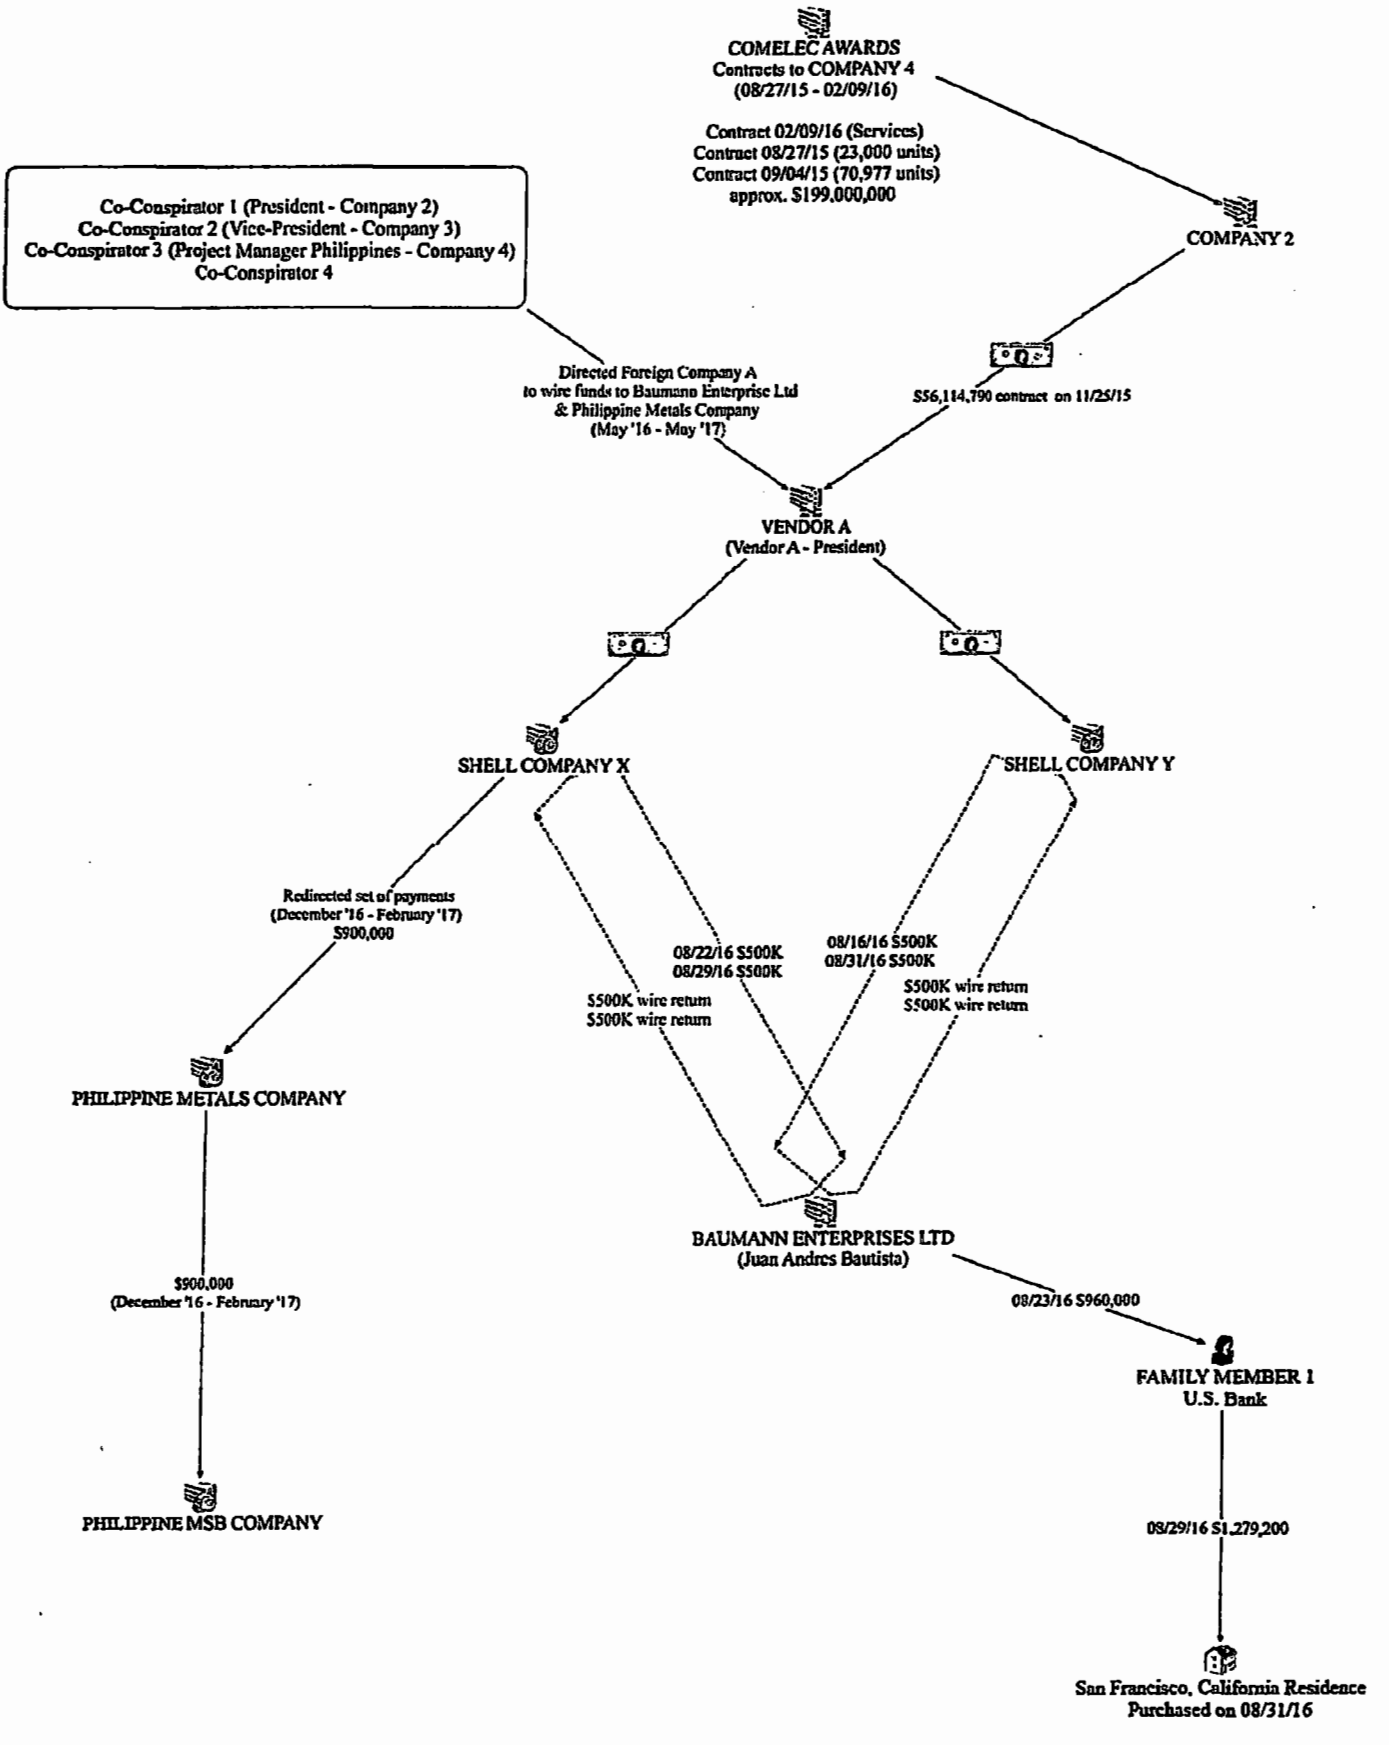 COMELEC AWARDS
Contracts to COMPANY 4
(08/27/15 - 02/09/16)
Contract 02/09/16 (Services)
Contract 08/27/15 (23,000 units)
Contract 09/04/15 (70,977 units)
approx. $199,000,000
Co-Conspirator 1 (President - Company 2)
Co-Conspirator 2 (Vice-President - Company 3)
Co-Conspirator 3 (Project Manager Philippines - Company 4)
Co-Conspirator 4
COMPANY 2
Directed Foreign Company A
to wire funds to Baumann Enterprise Ltd
& Philippine Metals Company
(May '16 - May '17)
$56,114,790 contract on 11/25/15
VENDOR A
(Vendor A - President)
SHELL COMPANY X
SHELL COMPANY Y
Redirected set of payments
(December '16 - February '17)
$900,000
08/22/16 $500K
08/29/16 $500K
08/16/16 $500K
08/31/16 $500K
$500K wire return
$500K wire return
$500K wire return
$500K wire return
PHILIPPINE METALS COMPANY
BAUMANN ENTERPRISES LTD
(Juan Andres Bautista)
$900,000
(December '16 - February '17)
08/23/16 $960,000
FAMILY MEMBER 1
U.S. Bank
PHILIPPINE MSB COMPANY
08/29/16 $1,279,200
San Francisco, California Residence
Purchased on 08/31/16